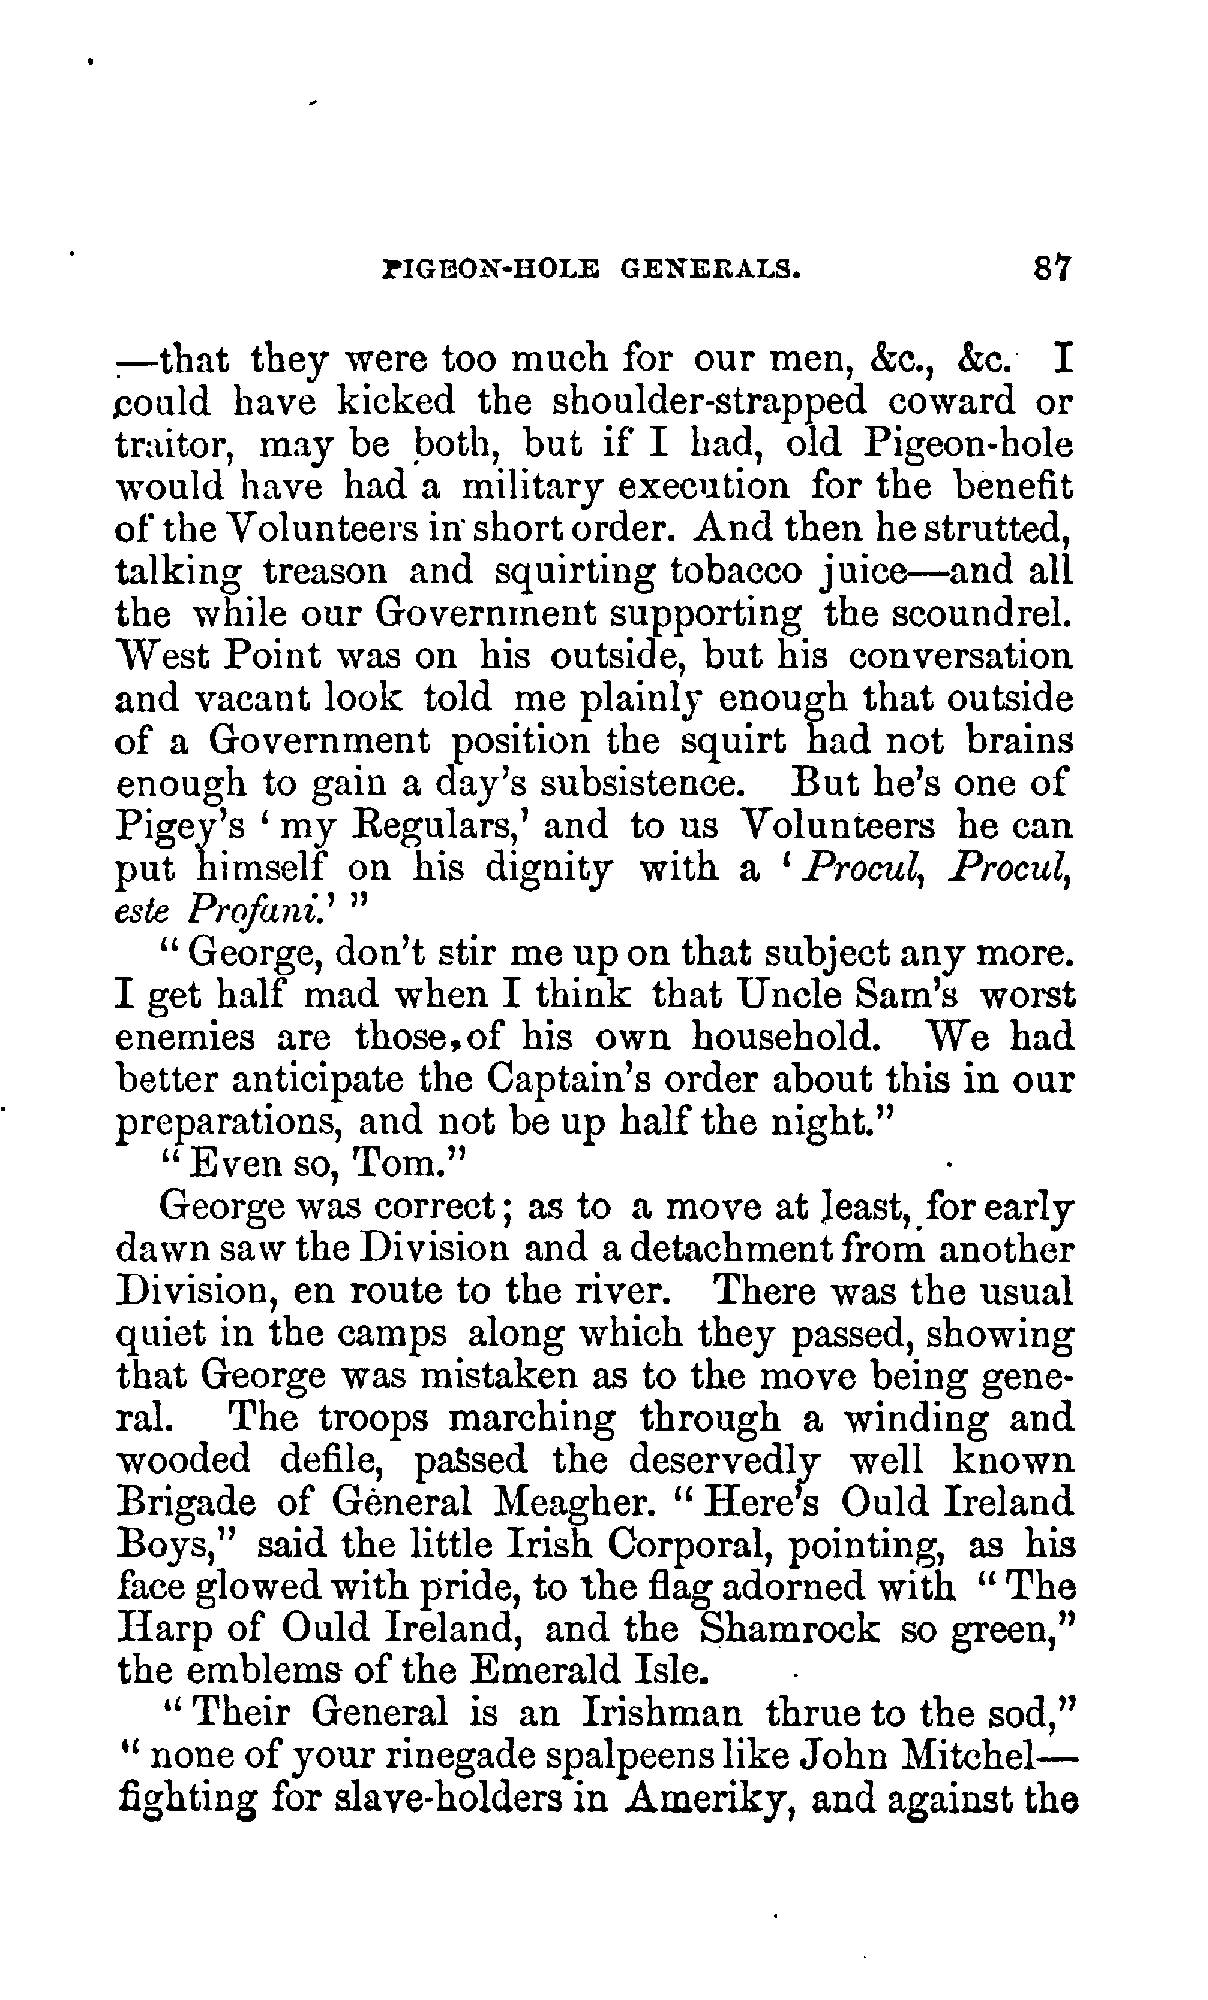 PIGEON-HOLE GENERALS. 87
—that they were too much for our men, &c., &c. I
could have kicked the shoulder-strapped coward or
traitor, may be both, but if I had, old Pigeon-hole
would have had a military execution for the benefit
of the Volunteers in short order. And then he strutted,
talking treason and squirting tobacco juice—and all
the while our Government supporting the scoundrel.
West Point was on his outside, but his conversation
and vacant look told me plainly enough that outside
of a Government position the squirt had not brains
enough to gain a day's subsistence. But he's one of
Pigey's ‘ my Regulars,’ and to us Volunteers he can
put himself on his dignity with a ‘ Procul, Procul,
este Profani.’ ”
“ George, don't stir me up on that subject any more.
I get half mad when I think that Uncle Sam's worst
enemies are those of his own household. We had
better anticipate the Captain's order about this in our
preparations, and not be up half the night.”
“ Even so, Tom.”
George was correct; as to a move at least, for early
dawn saw the Division and a detachment from another
Division, en route to the river. There was the usual
quiet in the camps along which they passed, showing
that George was mistaken as to the move being gene-
ral. The troops marching through a winding and
wooded defile, passed the deservedly well known
Brigade of General Meagher. “ Here's Ould Ireland
Boys,” said the little Irish Corporal, pointing, as his
face glowed with pride, to the flag adorned with “ The
Harp of Ould Ireland, and the Shamrock so green,”
the emblems of the Emerald Isle.
“ Their General is an Irishman thrue to the sod,”
“ none of your rinegade spalpeens like John Mitchel—
fighting for slave-holders in Ameriky, and against the